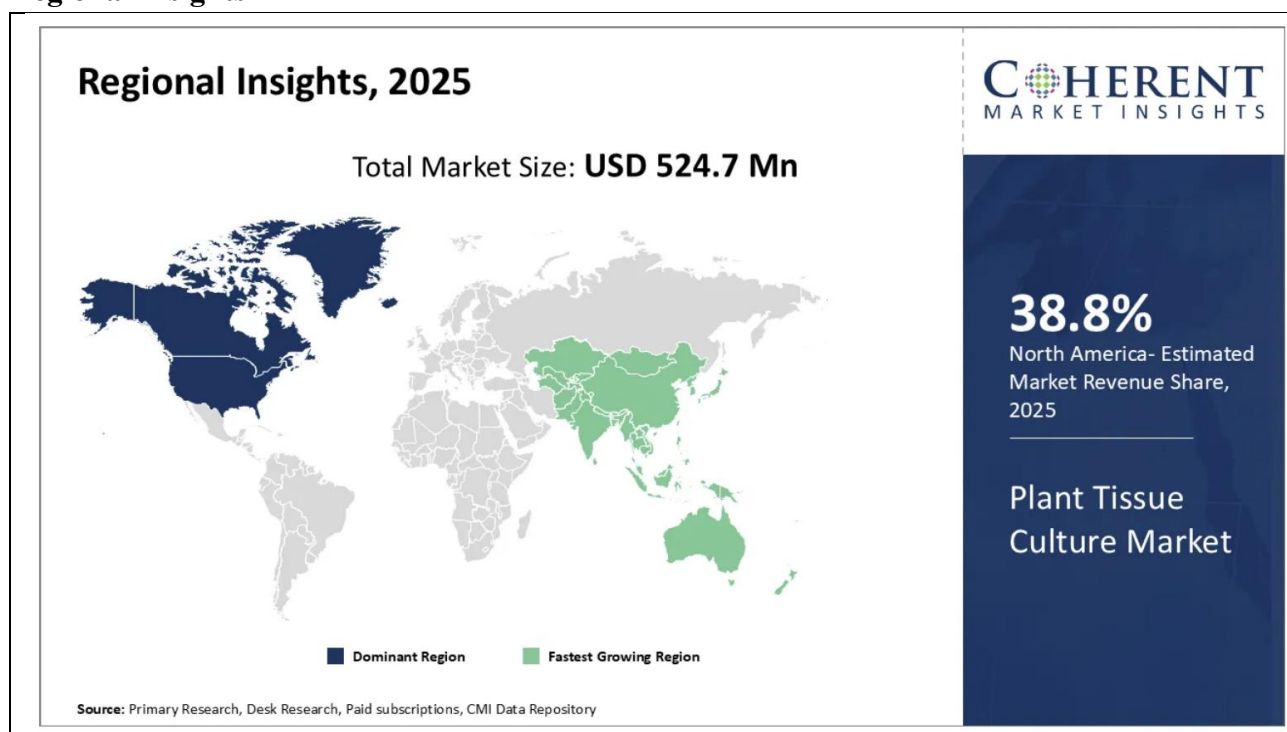 Regional Insights, 2025
COHERENT
MARKET INSIGHTS
Total Market Size: USD 524.7 Mn
38.8%
North America- Estimated
Market Revenue Share,
2025
Plant Tissue
Culture Market
Dominant Region
Fastest Growing Region
Source: Primary Research, Desk Research, Paid subscriptions, CMI Data Repository